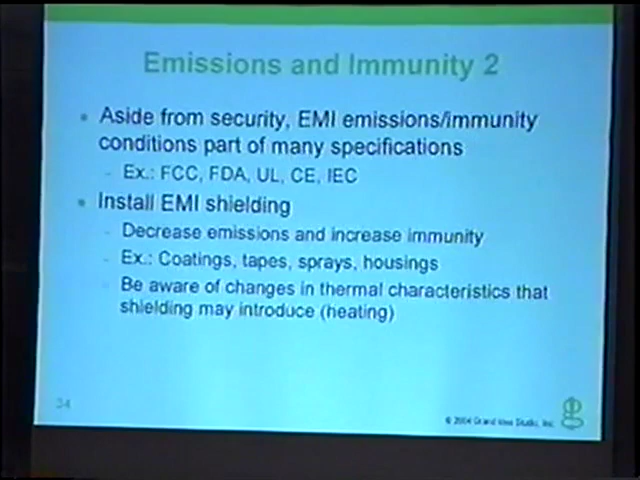 Emissions and Immunity 2
• Aside from security, EMI emissions/immunity
conditions part of many specifications
- Ex.: FCC, FDA, UL, CE, IEC
• Install EMI shielding
- Decrease emissions and increase immunity
- Ex.: Coatings, tapes, sprays, housings
- Be aware of changes in thermal characteristics that
shielding may introduce (heating)
34
© 2004 Grand Idea Studio, Inc.